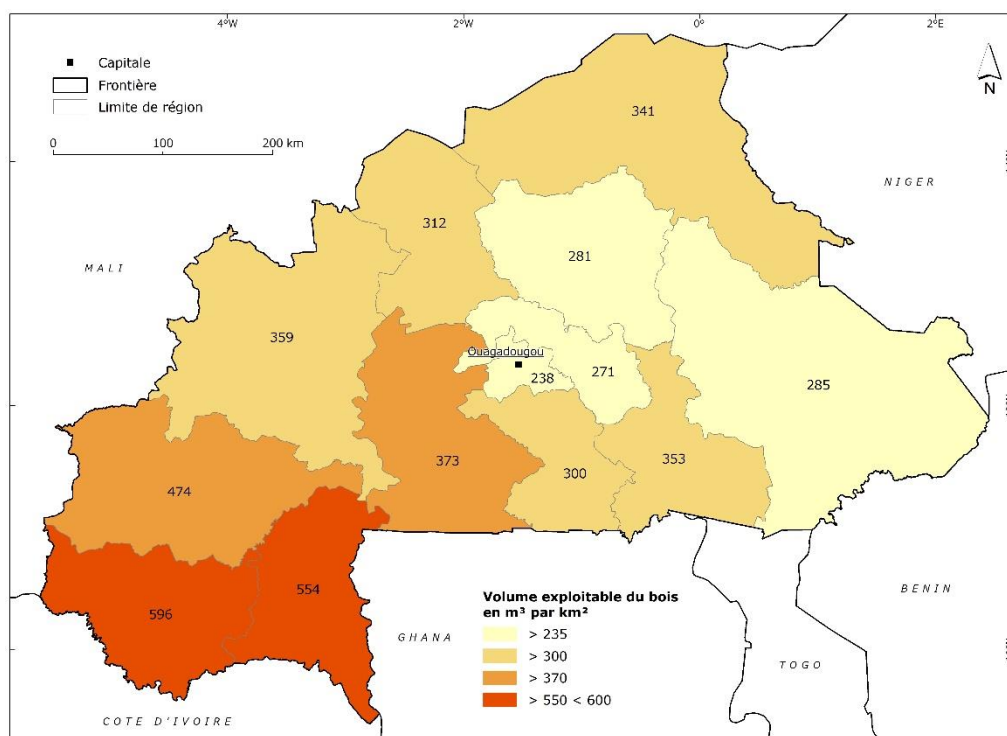 4°W 2°W 0° 2°E
Capitale
Frontière
Limite de région
0 100 200 km
N
341
NIGER
312
281
MALI
359
Ouagadougou
238
271
285
373
353
300
474
554
596
Volume exploitable du bois
en m³ par km²
> 235
> 300
> 370
> 550 < 600
GHANA
BENIN
TOGO
COTE D'IVOIRE